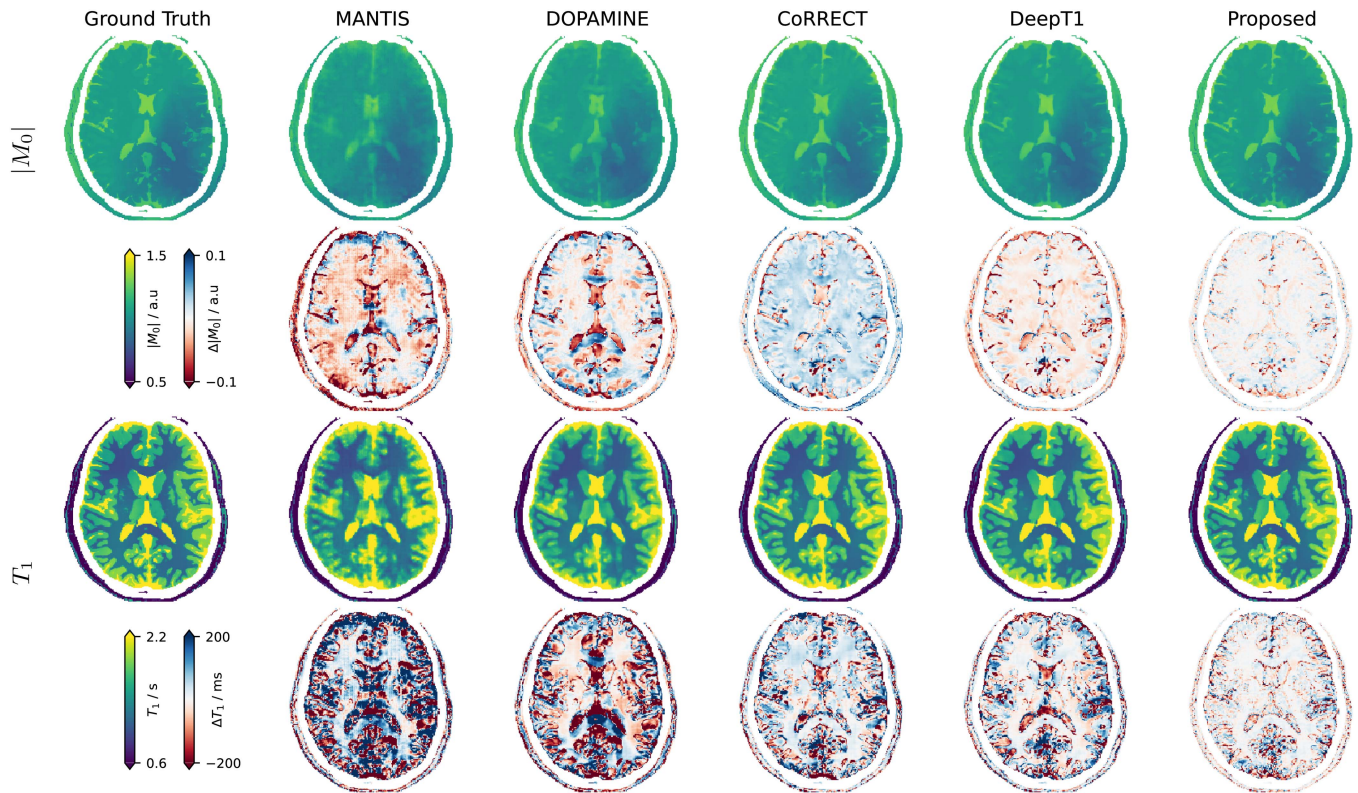 Ground Truth MANTIS DOPAMINE CoRRECT DeepT1 Proposed
|M₀|
1.5 0.1
|M₀| / a.u Δ|M₀| / a.u
0.5 −0.1
T₁
2.2 200
T₁ / s ΔT₁ / ms
0.6 −200